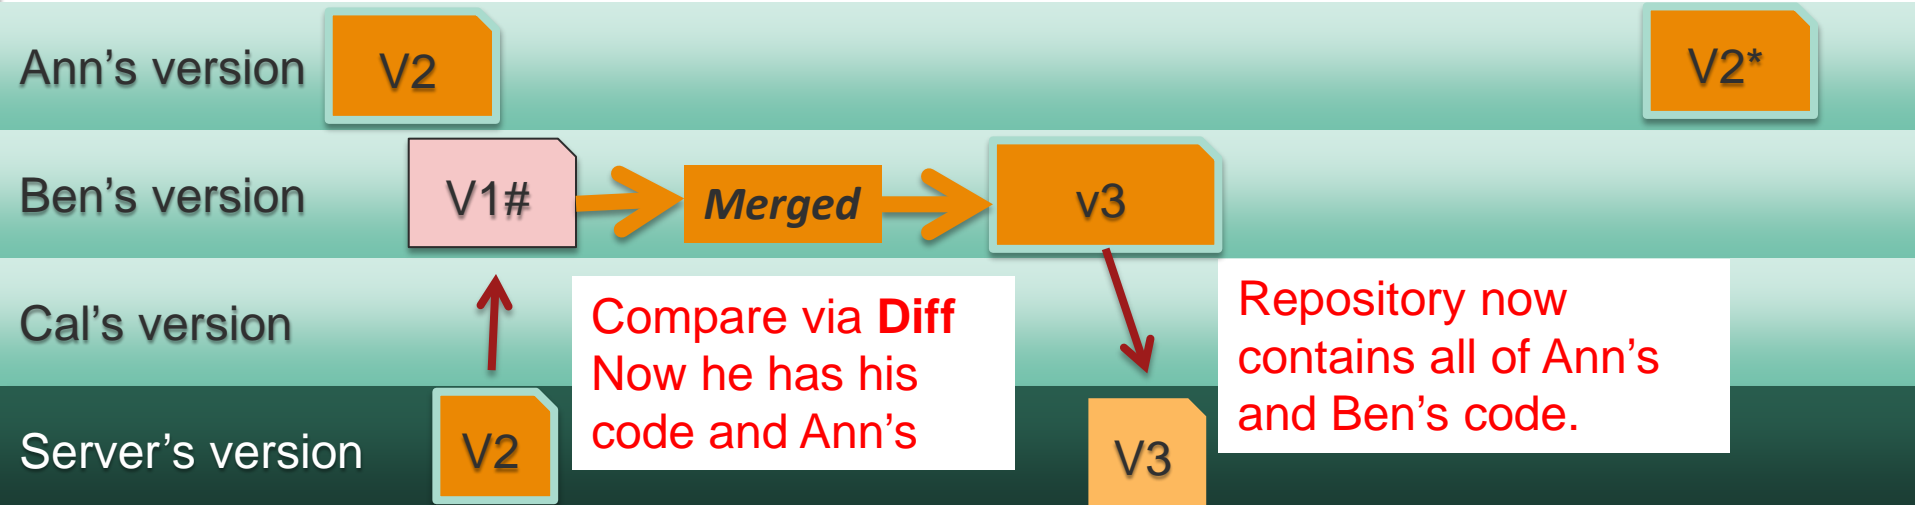 Ann’s version
V2
V2*
Ben’s version
V1#
Merged
v3
Cal’s version
Compare via Diff
Now he has his
code and Ann’s
Repository now
contains all of Ann’s
and Ben’s code.
Server’s version
V2
V3